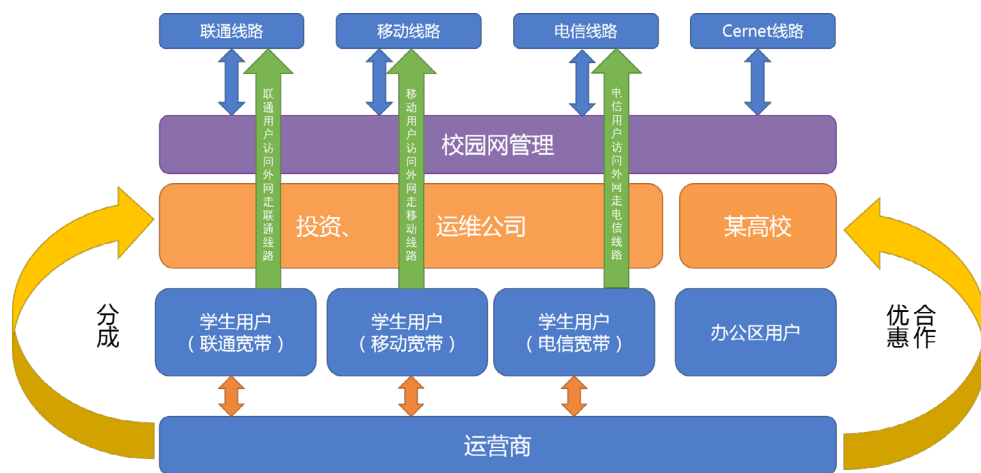 联通线路
移动线路
电信线路
Cernet线路
联通用户访问外网走联通线路
移动用户访问外网走移动线路
电信用户访问外网走电信线路
校园网管理
投资、 运维公司
某高校
分成
优惠
合作
学生用户
（联通宽带）
学生用户
（移动宽带）
学生用户
（电信宽带）
办公区用户
运营商